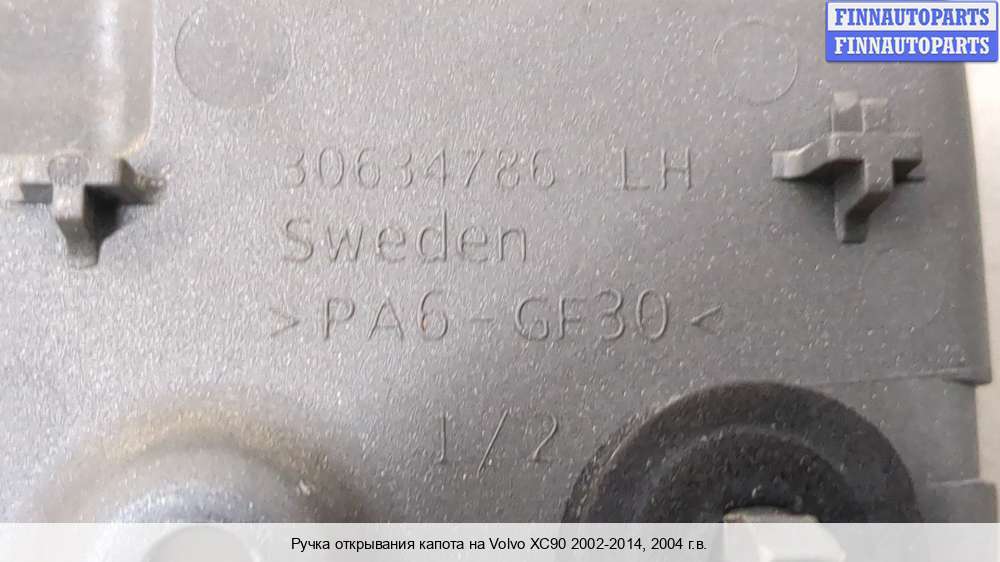 FINNAUTOPARTS
FINNAUTOPARTS
30634786 LH
Sweden
>PA6-GF30<
1/2
Ручка открывания капота на Volvo XC90 2002-2014, 2004 г.в.